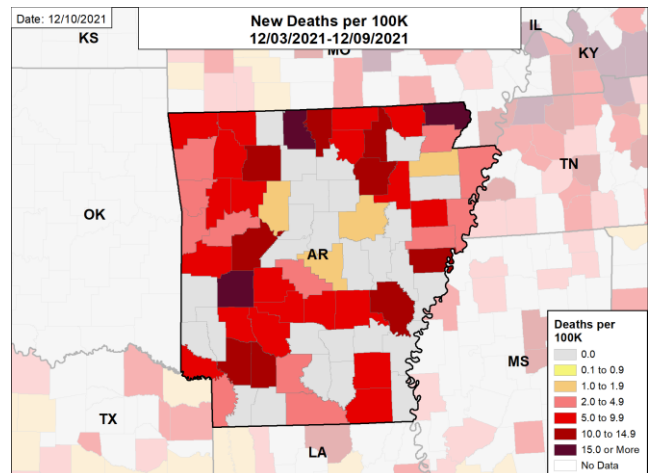 Date: 12/10/2021
New Deaths per 100K
12/03/2021-12/09/2021
IL
KS
MO
KY
TN
OK
AR
MS
TX
LA
Deaths per
100K
0.0
0.1 to 0.9
1.0 to 1.9
2.0 to 4.9
5.0 to 9.9
10.0 to 14.9
15.0 or More
No Data